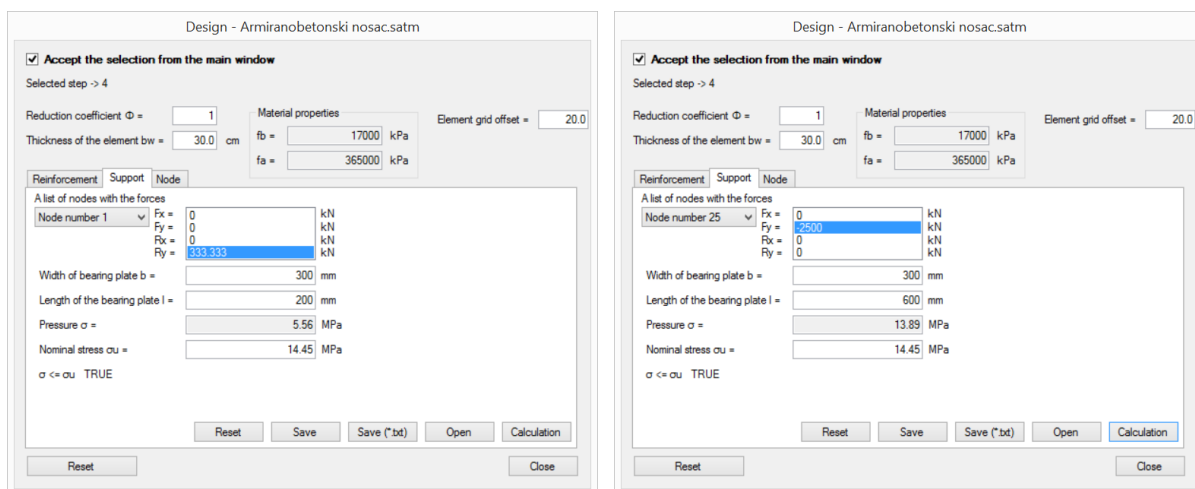 Design - Armiranobetonski nosac.satm
Accept the selection from the main window
Selected step -> 4
Reduction coefficient Φ = 1
Thickness of the element bw = 30.0 cm
Material properties
fb = 17000 kPa
fa = 365000 kPa
Element grid offset = 20.0
Reinforcement Support Node
A list of nodes with the forces
Node number 1
Fx = 0 kN
Fy = 0 kN
Rx = 0 kN
Ry = 333.333 kN
Width of bearing plate b = 300 mm
Length of the bearing plate l = 200 mm
Pressure σ = 5.56 MPa
Nominal stress σu = 14.45 MPa
σ <= σu TRUE
Reset Save Save (*.txt) Open Calculation
Reset Close
Design - Armiranobetonski nosac.satm
Accept the selection from the main window
Selected step -> 4
Reduction coefficient Φ = 1
Thickness of the element bw = 30.0 cm
Material properties
fb = 17000 kPa
fa = 365000 kPa
Element grid offset = 20.0
Reinforcement Support Node
A list of nodes with the forces
Node number 25
Fx = 0 kN
Fy = -2500 kN
Rx = 0 kN
Ry = 0 kN
Width of bearing plate b = 300 mm
Length of the bearing plate l = 600 mm
Pressure σ = 13.89 MPa
Nominal stress σu = 14.45 MPa
σ <= σu TRUE
Reset Save Save (*.txt) Open Calculation
Reset Close